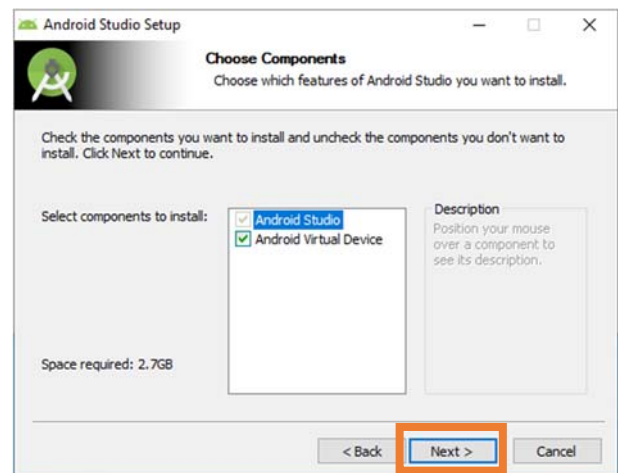 Android Studio Setup
Choose Components
Choose which features of Android Studio you want to install.
Check the components you want to install and uncheck the components you don't want to
install. Click Next to continue.
Select components to install:
Android Studio
Android Virtual Device
Description
Position your mouse
over a component to
see its description.
Space required: 2.7GB
< Back
Next >
Cancel